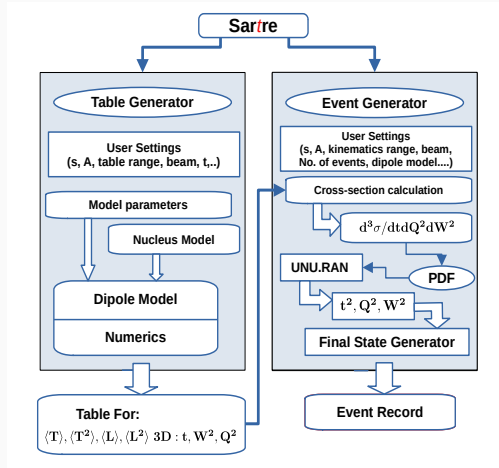 Sartre
Table Generator
User Settings
(s, A, table range, beam, t,..)
Model parameters
Nucleus Model
Dipole Model
Numerics
Table For:
⟨T⟩, ⟨T²⟩, ⟨L⟩, ⟨L²⟩ 3D : t, W², Q²
Event Generator
User Settings
(s, A, kinematics range, beam,
No. of events, dipole model....)
Cross-section calculation
d³σ/dtdQ²dW²
PDF
UNU.RAN
t², Q², W²
Final State Generator
Event Record